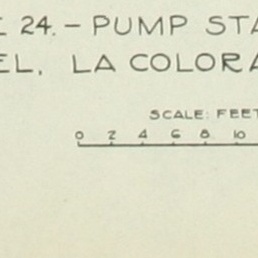 24. - PUMP STA
EL, LA COLORA
SCALE: FEET
0 2 4 6 8 10